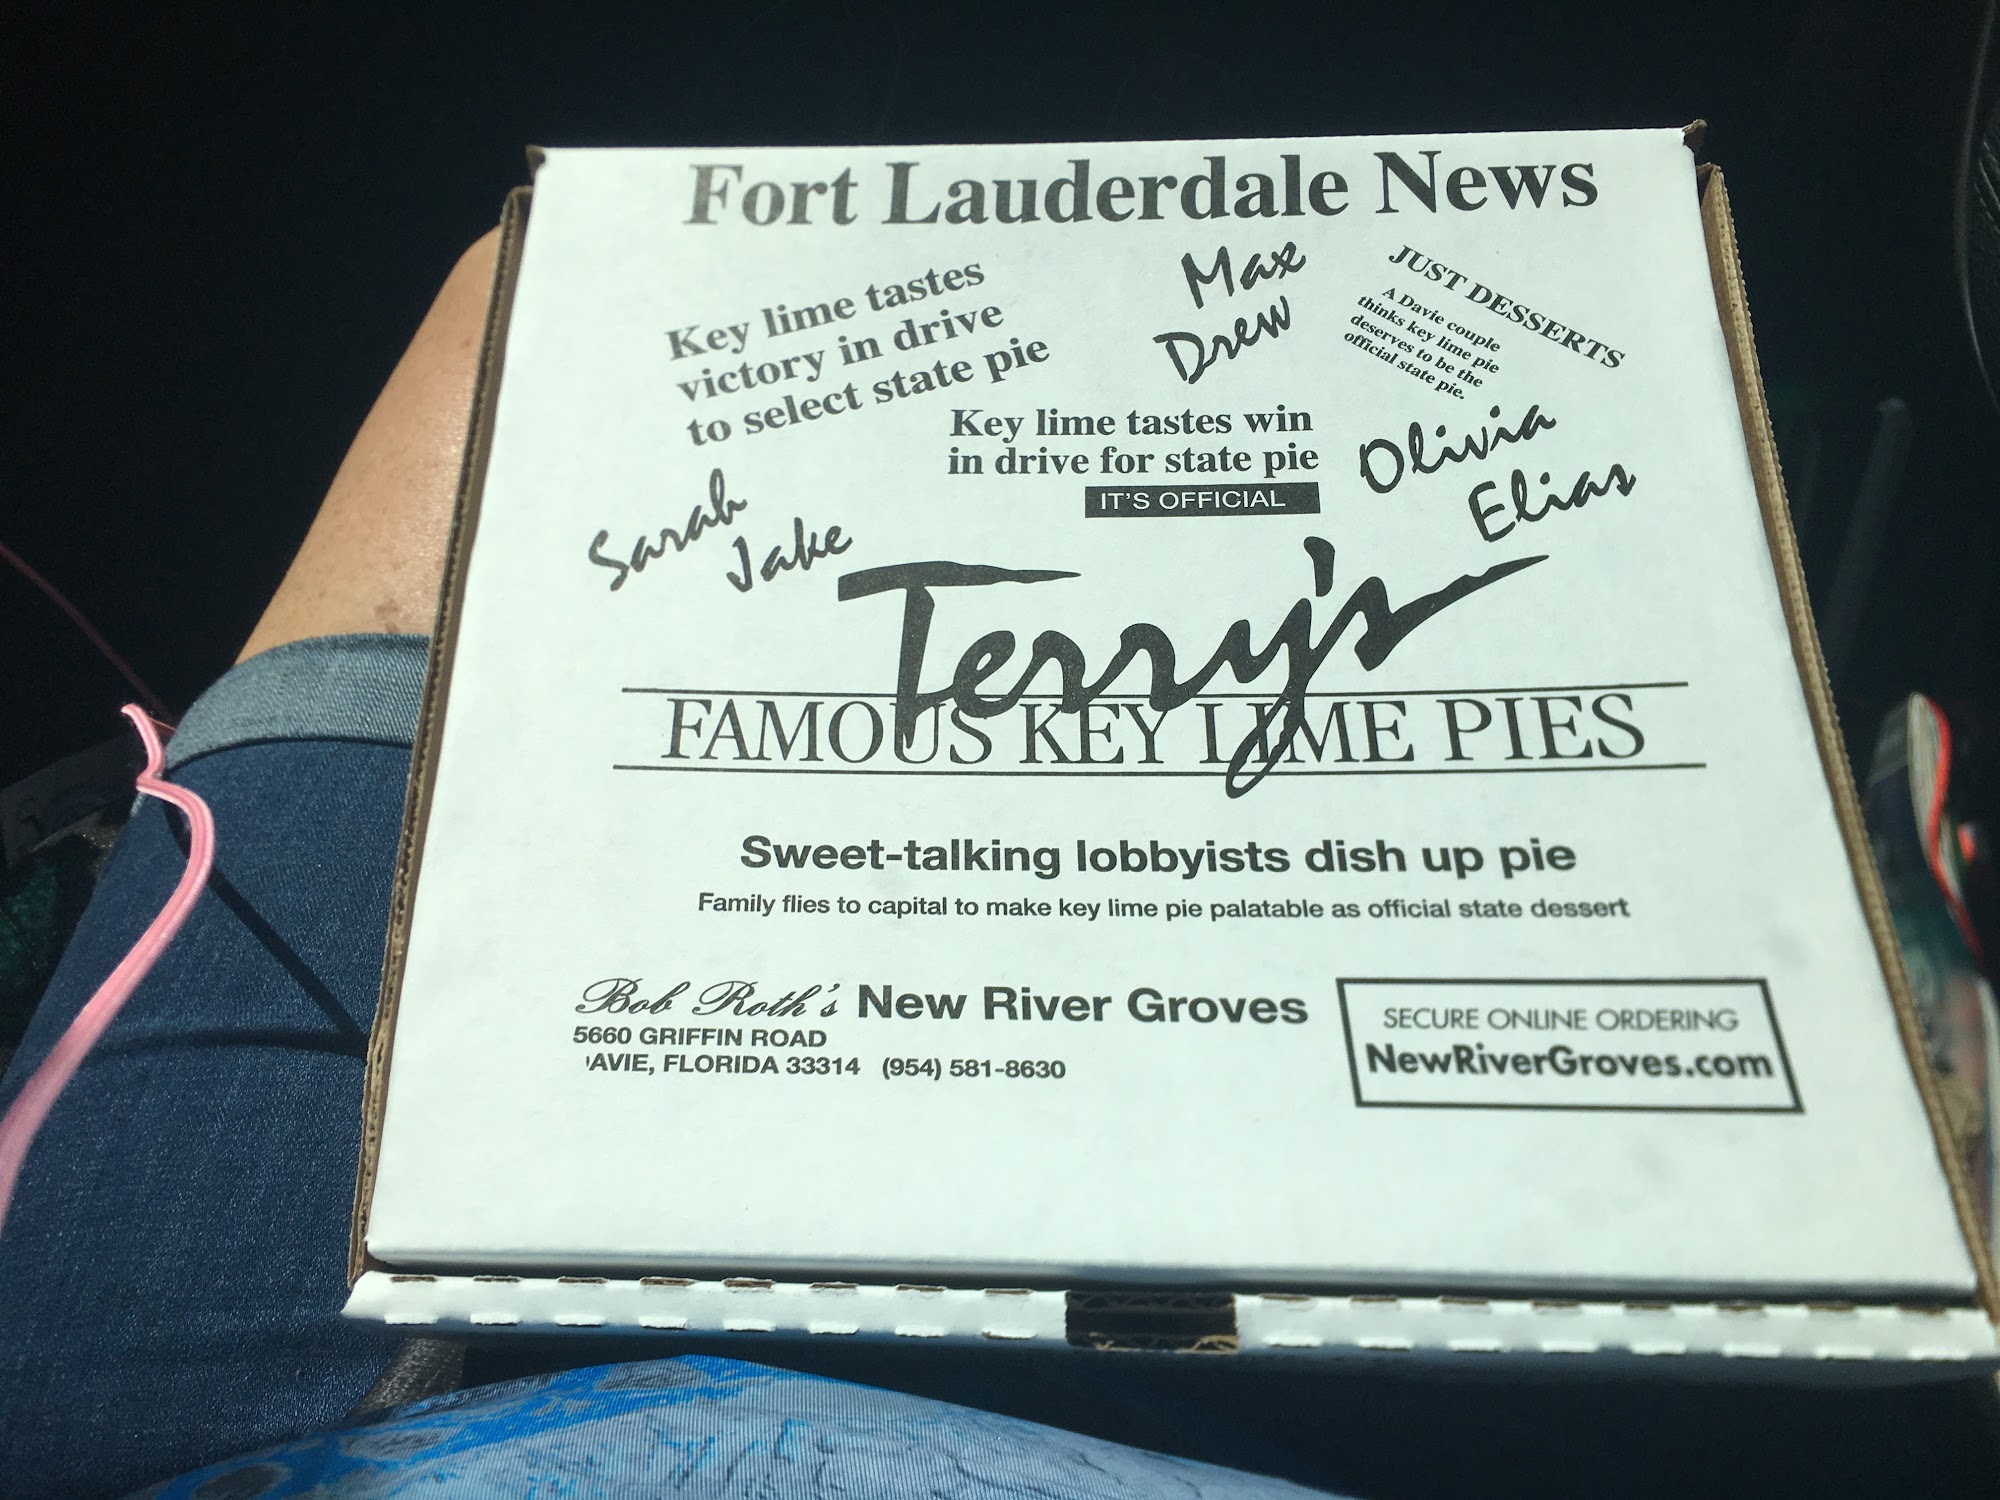 Fort Lauderdale News
Key lime tastes
victory in drive
to select state pie
Max
Drew
JUST DESSERTS
A Davie couple
thinks key lime pie
deserves to be the
official state pie.
Key lime tastes win
in drive for state pie
IT'S OFFICIAL
Olivia
Elias
Sarah
Jake
Terry's
FAMOUS KEY LIME PIES
Sweet-talking lobbyists dish up pie
Family flies to capital to make key lime pie palatable as official state dessert
Bob Roth's New River Groves
5660 GRIFFIN ROAD
'AVIE, FLORIDA 33314 (954) 581-8630
SECURE ONLINE ORDERING
NewRiverGroves.com